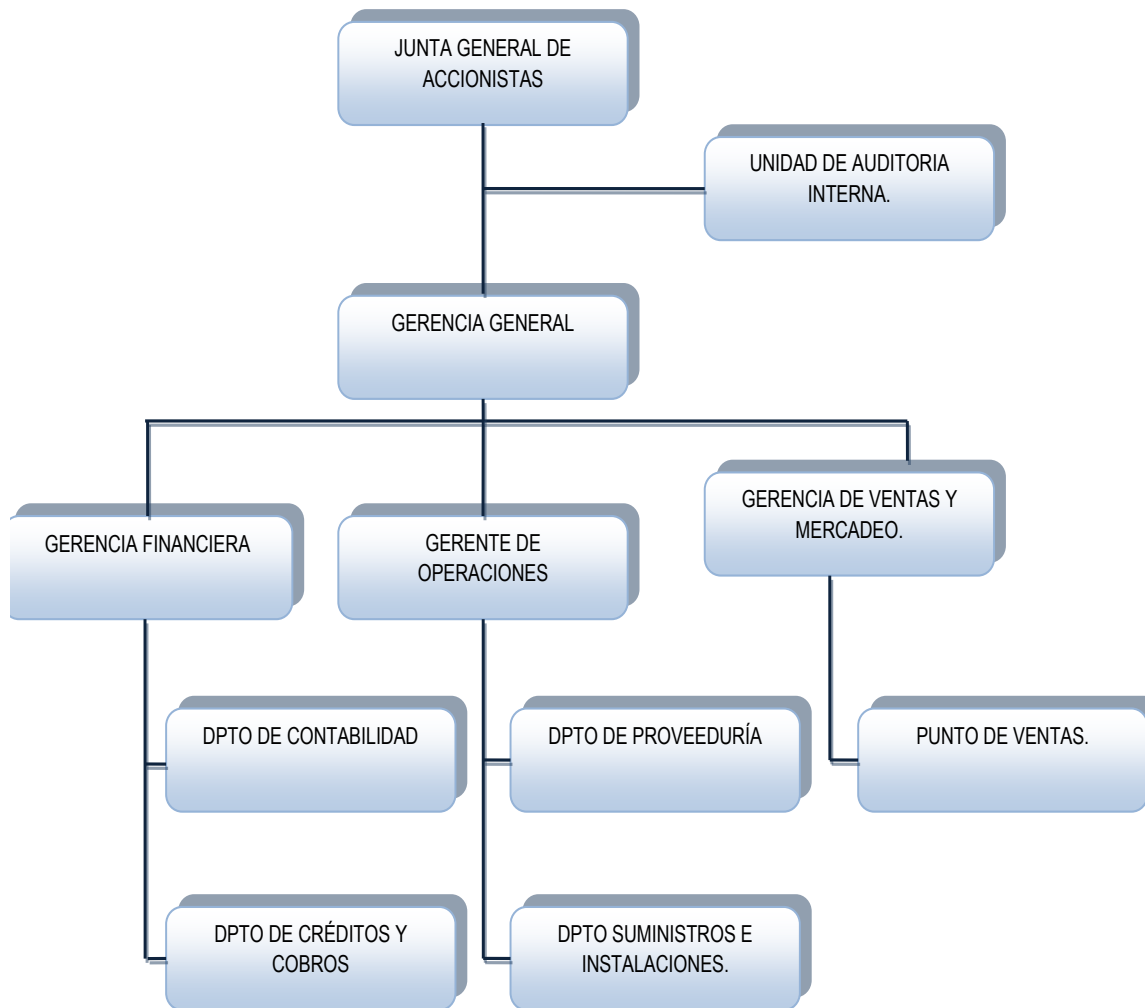 JUNTA GENERAL DE
ACCIONISTAS
UNIDAD DE AUDITORIA
INTERNA.
GERENCIA GENERAL
GERENCIA FINANCIERA
GERENTE DE
OPERACIONES
GERENCIA DE VENTAS Y
MERCADEO.
DPTO DE CONTABILIDAD
DPTO DE PROVEEDURÍA
PUNTO DE VENTAS.
DPTO DE CRÉDITOS Y
COBROS
DPTO SUMINISTROS E
INSTALACIONES.